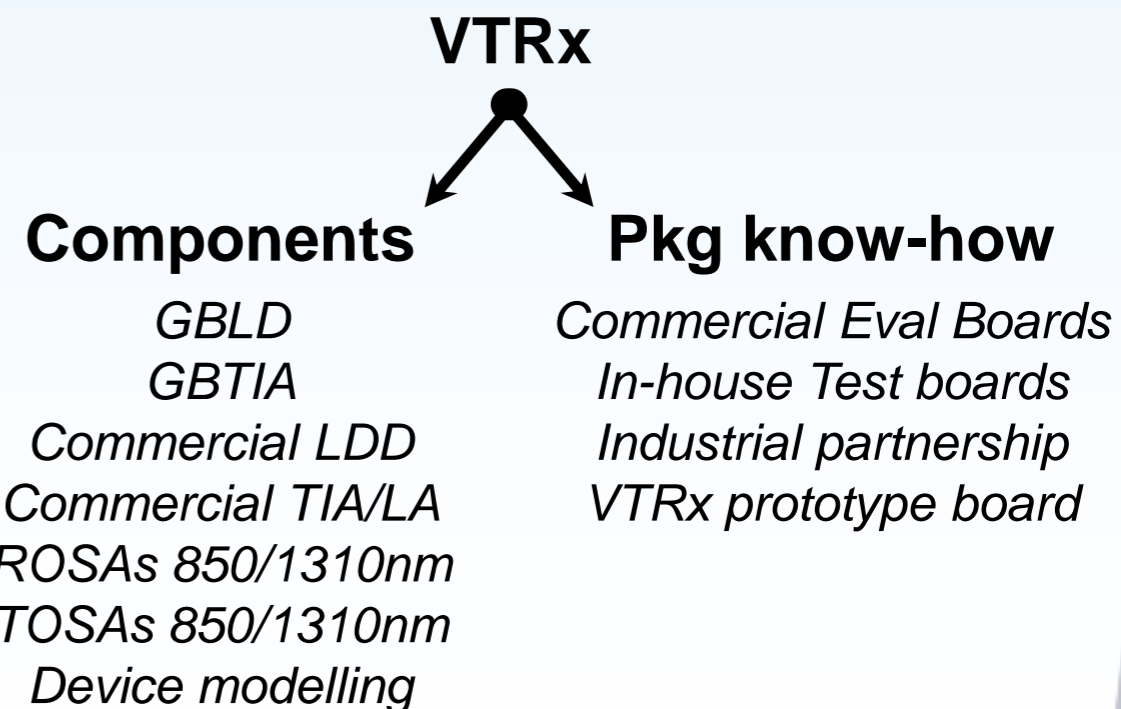 VTRx
Components
GBLD
GBTIA
Commercial LDD
Commercial TIA/LA
ROSAs 850/1310nm
TOSAs 850/1310nm
Device modelling
Pkg know-how
Commercial Eval Boards
In-house Test boards
Industrial partnership
VTRx prototype board